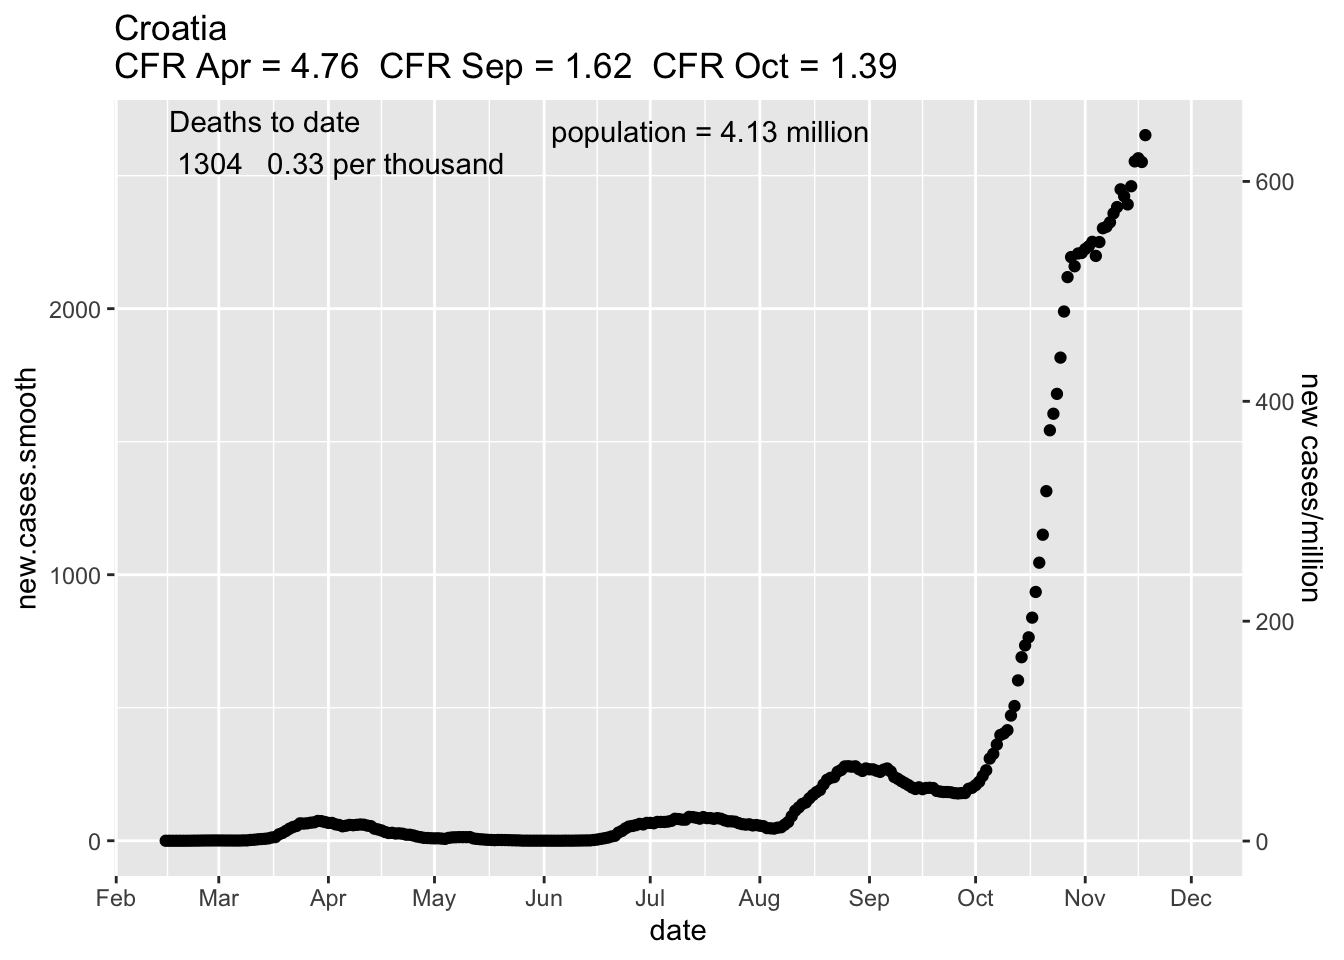 Croatia
CFR Apr = 4.76  CFR Sep = 1.62  CFR Oct = 1.39
Deaths to date
1304   0.33 per thousand
population = 4.13 million
new.cases.smooth
2000
1000
0
600
400
200
0
new cases/million
Feb Mar Apr May Jun Jul Aug Sep Oct Nov Dec
date